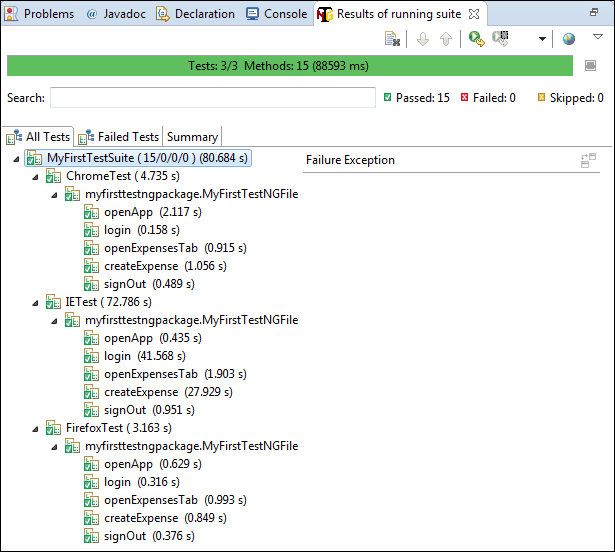 Problems @ Javadoc Declaration Console Results of running suite
Tests: 3/3 Methods: 15 (88593 ms)
Search: Passed: 15 Failed: 0 Skipped: 0
All Tests Failed Tests Summary
MyFirstTestSuite ( 15/0/0/0 ) (80.684 s) Failure Exception
ChromeTest ( 4.735 s)
myfirsttestngpackage.MyFirstTestNGFile
openApp (2.117 s)
login (0.158 s)
openExpensesTab (0.915 s)
createExpense (1.056 s)
signOut (0.489 s)
IETest ( 72.786 s)
myfirsttestngpackage.MyFirstTestNGFile
openApp (0.435 s)
login (41.568 s)
openExpensesTab (1.903 s)
createExpense (27.929 s)
signOut (0.951 s)
FirefoxTest ( 3.163 s)
myfirsttestngpackage.MyFirstTestNGFile
openApp (0.629 s)
login (0.316 s)
openExpensesTab (0.993 s)
createExpense (0.849 s)
signOut (0.376 s)